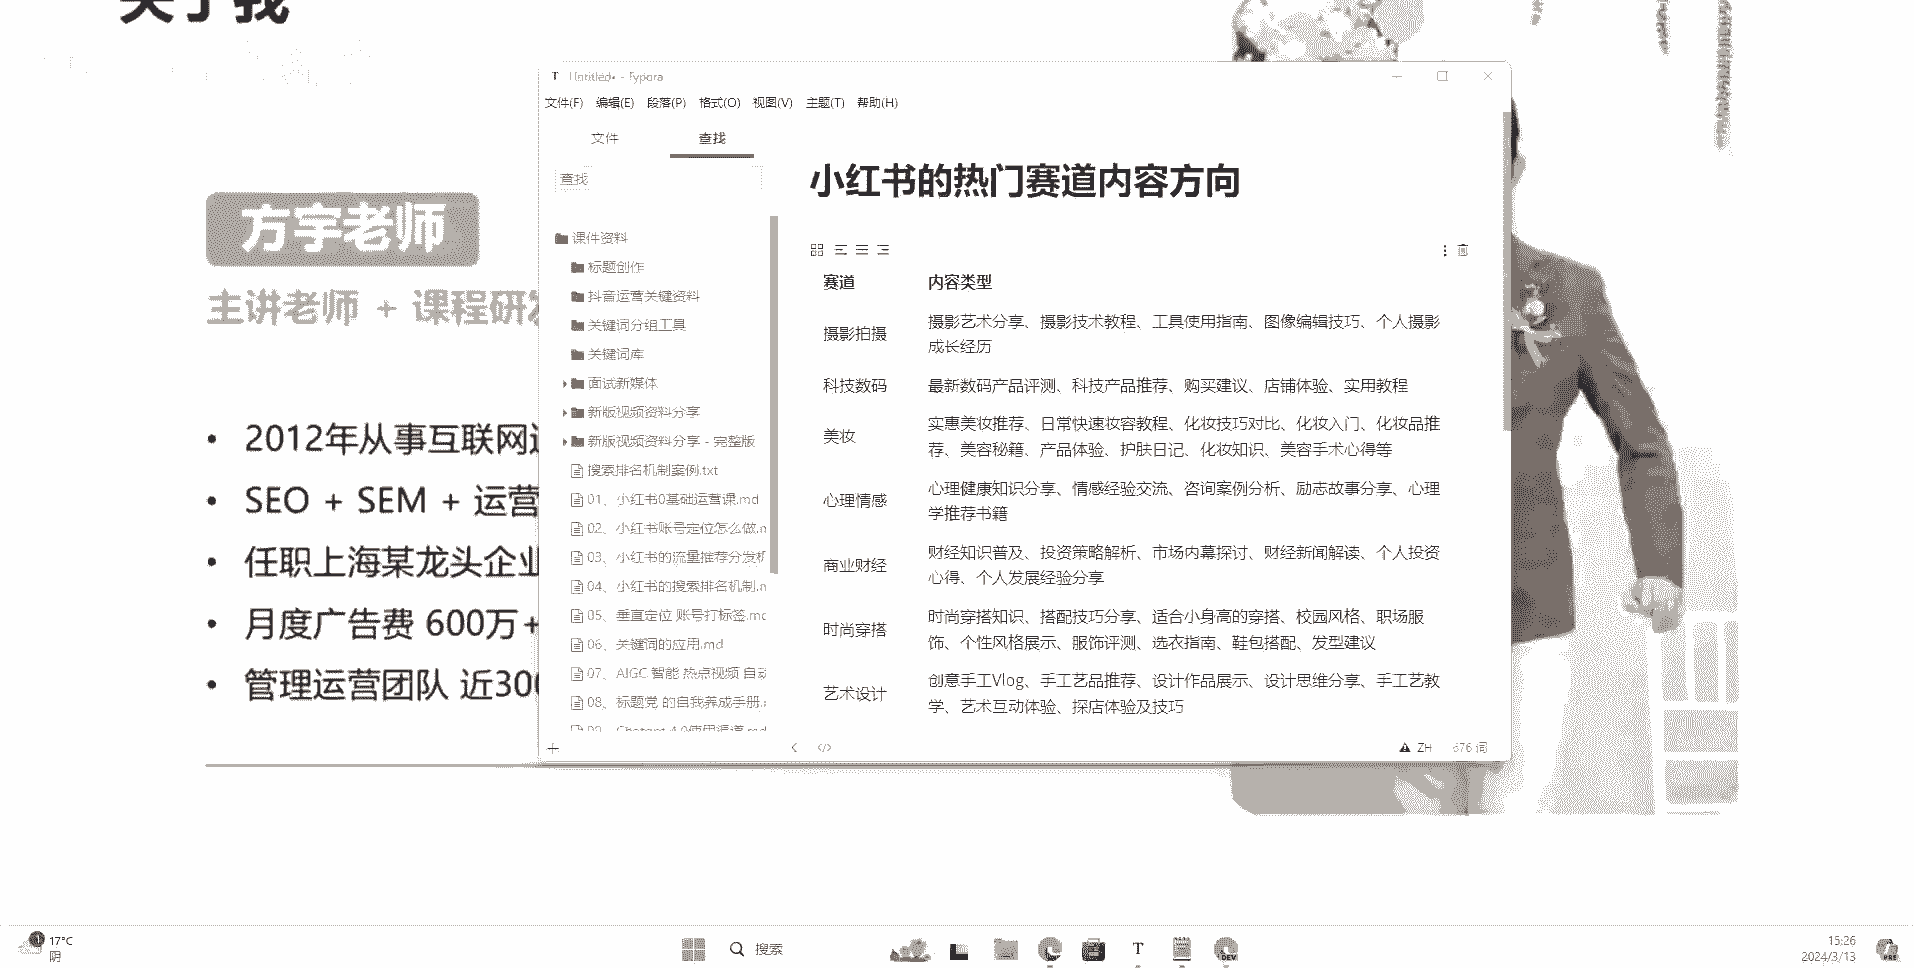 关于我
Untitled• - Typora
文件(F) 编辑(E) 段落(P) 格式(O) 视图(V) 主题(T) 帮助(H)
文件 查找
查找
方宇老师
主讲老师 + 课程研发
2012年从事互联网
SEO + SEM + 运营
任职上海某龙头企业
月度广告费 600万+
管理运营团队 近300
课件资料
标题创作
抖音运营关键资料
关键词分组工具
关键词库
面试新媒体
新版视频资料分享
新版视频资料分享 - 完整版
搜索排名机制案例.txt
01、小红书0基础运营课.md
02、小红书账号定位怎么做.m
03、小红书的流量推荐分发机
04、小红书的搜索排名机制.m
05、垂直定位 账号打标签.md
06、关键词的应用.md
07、AIGC 智能 热点视频 自动
08、标题党 的自我养成手册.
09、Chatgpt 4.0使用渠道.md
小红书的热门赛道内容方向
赛道 内容类型
摄影拍摄 摄影艺术分享、摄影技术教程、工具使用指南、图像编辑技巧、个人摄影
成长经历
科技数码 最新数码产品评测、科技产品推荐、购买建议、店铺体验、实用教程
美妆 实惠美妆推荐、日常快速妆容教程、化妆技巧对比、化妆入门、化妆品推
荐、美容秘籍、产品体验、护肤日记、化妆知识、美容手术心得等
心理情感 心理健康知识分享、情感经验交流、咨询案例分析、励志故事分享、心理
学推荐书籍
商业财经 财经知识普及、投资策略解析、市场内幕探讨、财经新闻解读、个人投资
心得、个人发展经验分享
时尚穿搭 时尚穿搭知识、搭配技巧分享、适合小身高的穿搭、校园风格、职场服
饰、个性风格展示、服饰评测、选衣指南、鞋包搭配、发型建议
艺术设计 创意手工Vlog、手工艺品推荐、设计作品展示、设计思维分享、手工艺教
学、艺术互动体验、探店体验及技巧
ZH 676 词
17°C
阴
搜索
15:26
2024/3/13
DEV
PRE